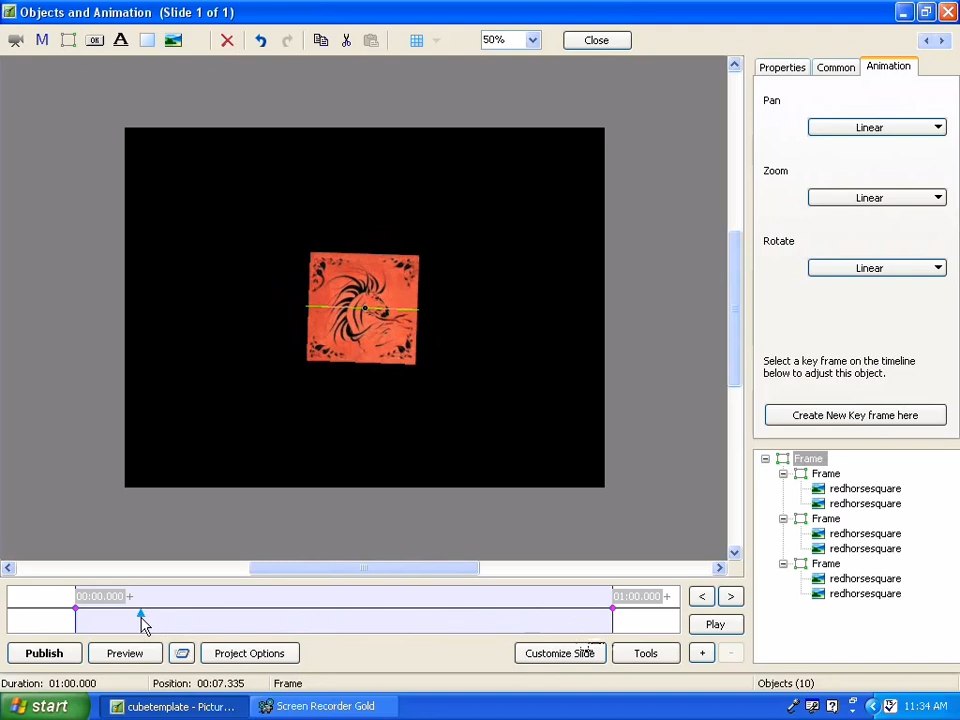 Objects and Animation (Slide 1 of 1)
M OK A 50% Close
Properties Common Animation
Pan
Linear
Zoom
Linear
Rotate
Linear
Select a key frame on the timeline
below to adjust this object.
Create New Key frame here
Frame
Frame
redhorsesquare
redhorsesquare
Frame
redhorsesquare
redhorsesquare
Frame
redhorsesquare
redhorsesquare
00:00.000 + 01:00.000 + < >
Play
Publish Preview Project Options Customize Slide Tools + -
Duration: 01:00.000 Position: 00:07.335 Frame Objects (10)
start cubetemplate - Pictur... Screen Recorder Gold 11:34 AM